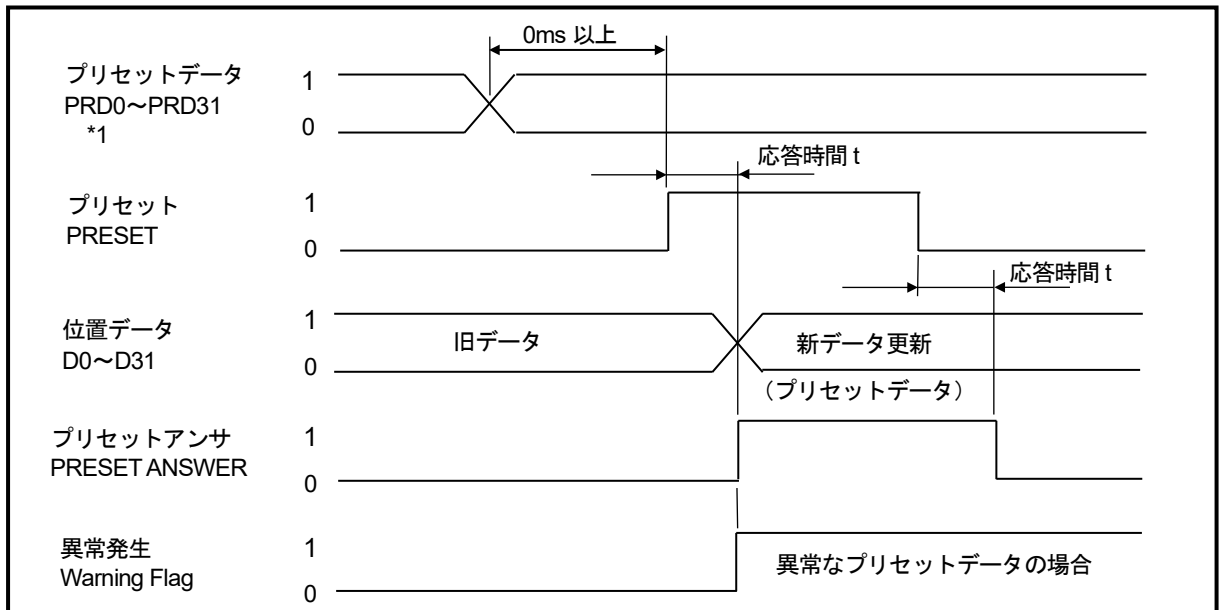 0ms 以上
プリセットデータ 1
PRD0～PRD31
*1 0
応答時間 t
プリセット 1
PRESET
0
応答時間 t
位置データ 1
旧データ 新データ更新
D0～D31 0
（プリセットデータ）
プリセットアンサ 1
PRESET ANSWER
0
異常発生 1
異常なプリセットデータの場合
Warning Flag
0